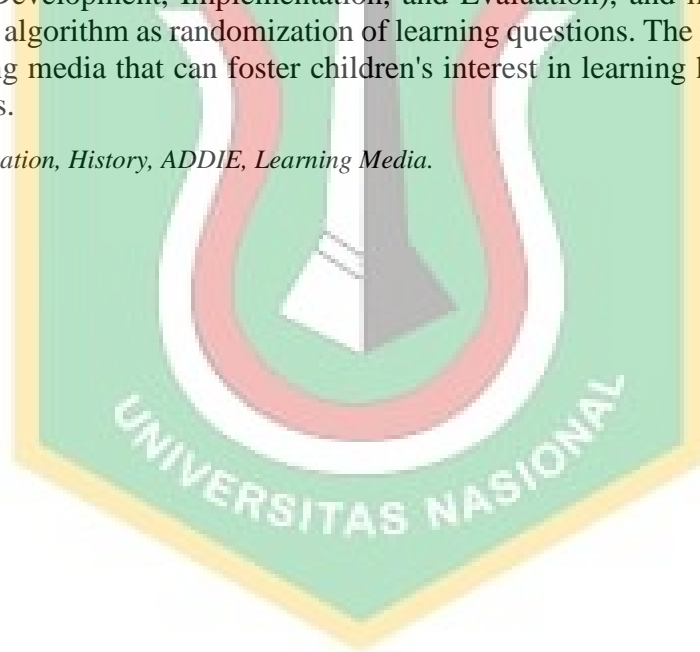 Development, Implementation, and Evaluation), and
algorithm as randomization of learning questions. The
media that can foster children's interest in learning
ation, History, ADDIE, Learning Media.
UNIVERSITAS NASIONAL